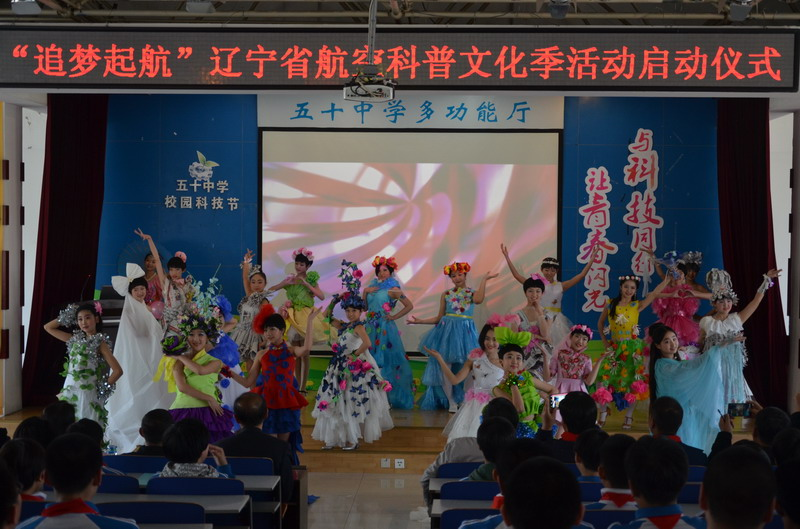 “追梦起航”辽宁省航空科普文化季活动启动仪式
五十中学多功能厅
五十中学
校园科技节
与科技同行
让青春闪光